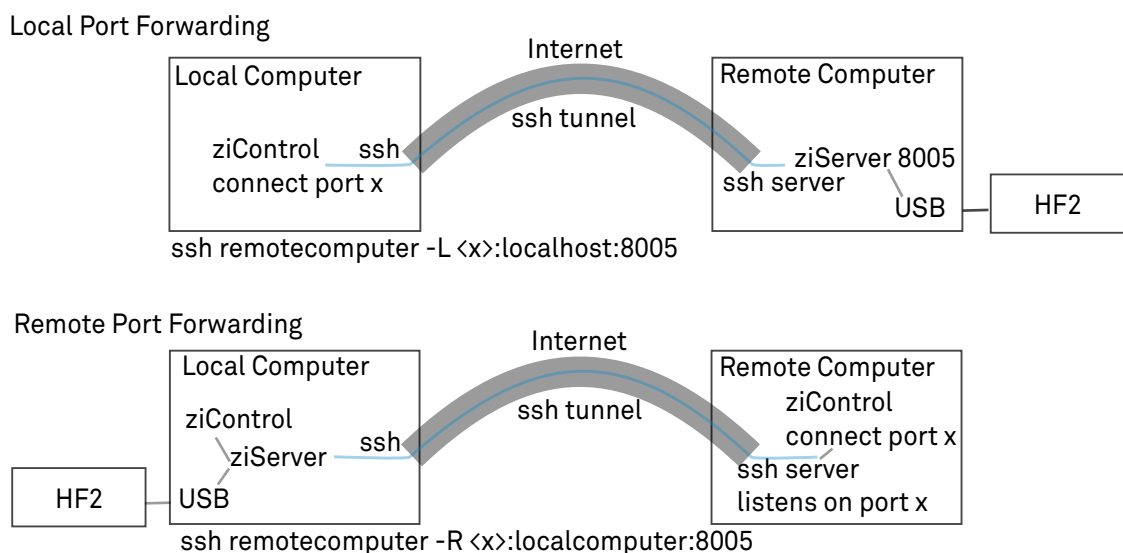 Local Port Forwarding
Internet
Local Computer
Remote Computer
ssh tunnel
ziControl
ssh
connect port x
ziServer 8005
ssh server
USB
HF2
ssh remotecomputer -L <x>:localhost:8005
Remote Port Forwarding
Internet
Local Computer
Remote Computer
ziControl
ssh tunnel
ziControl
connect port x
ssh
ziServer
ssh server
USB
listens on port x
HF2
ssh remotecomputer -R <x>:localcomputer:8005